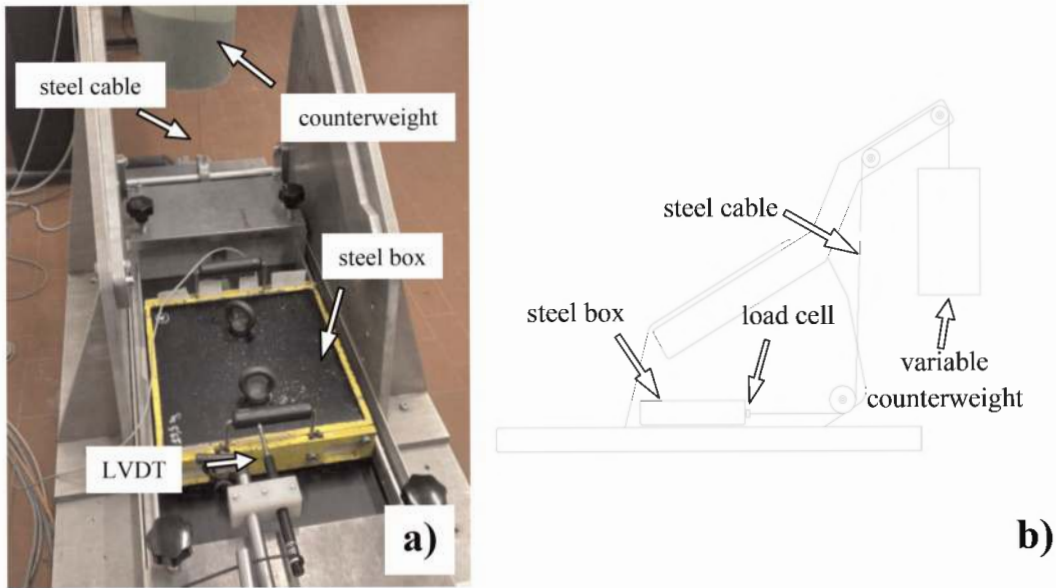 steel cable
counterweight
steel box
LVDT
a)
steel cable
steel box
load cell
variable
counterweight
b)